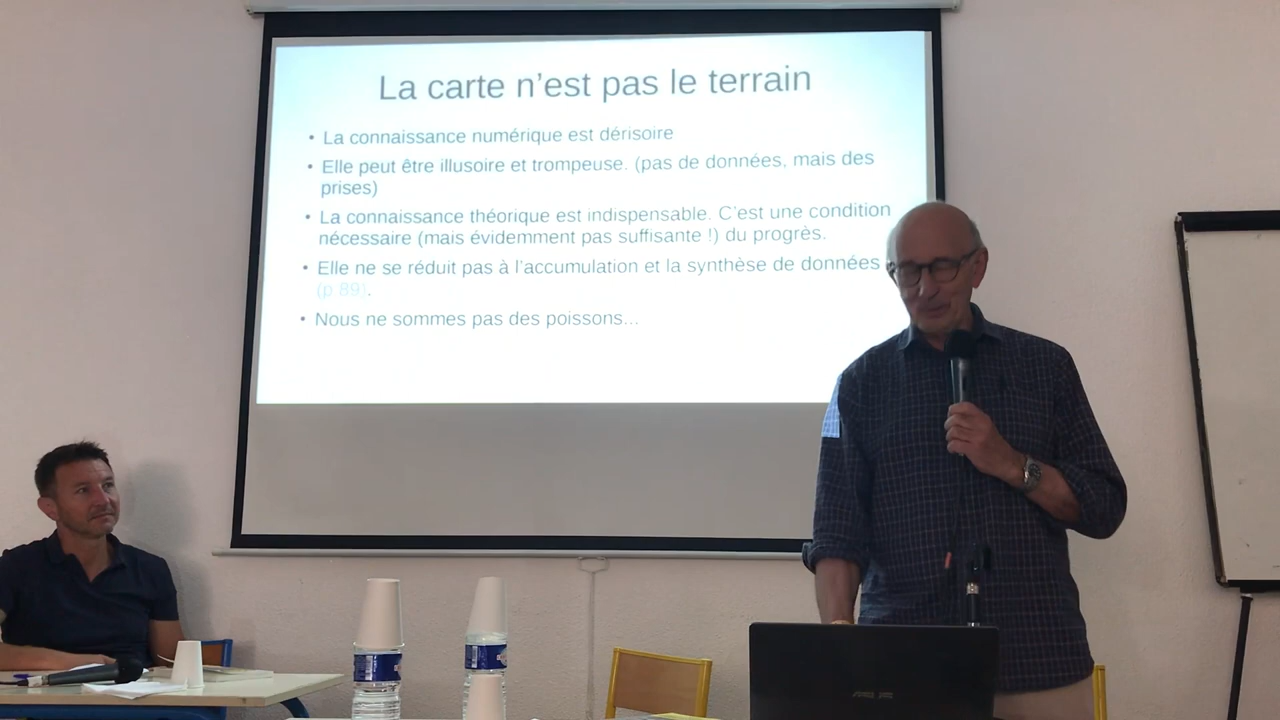 La carte n'est pas le terrain
• La connaissance numérique est dérisoire
• Elle peut être illusoire et trompeuse. (pas de données, mais des
prises)
• La connaissance théorique est indispensable. C'est une condition
nécessaire (mais évidemment pas suffisante !) du progrès.
• Elle ne se réduit pas à l'accumulation et la synthèse de données
(p 89).
• Nous ne sommes pas des poissons...